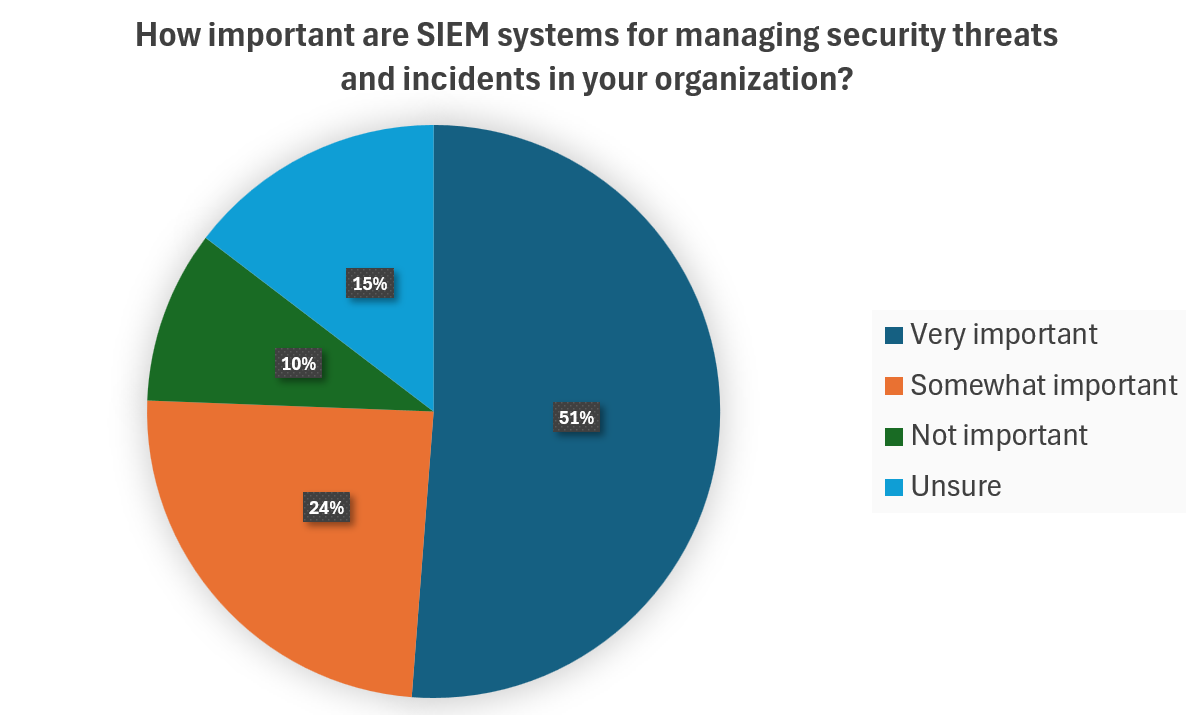 How important are SIEM systems for managing security threats
and incidents in your organization?
15%
10%
51%
24%
Very important
Somewhat important
Not important
Unsure